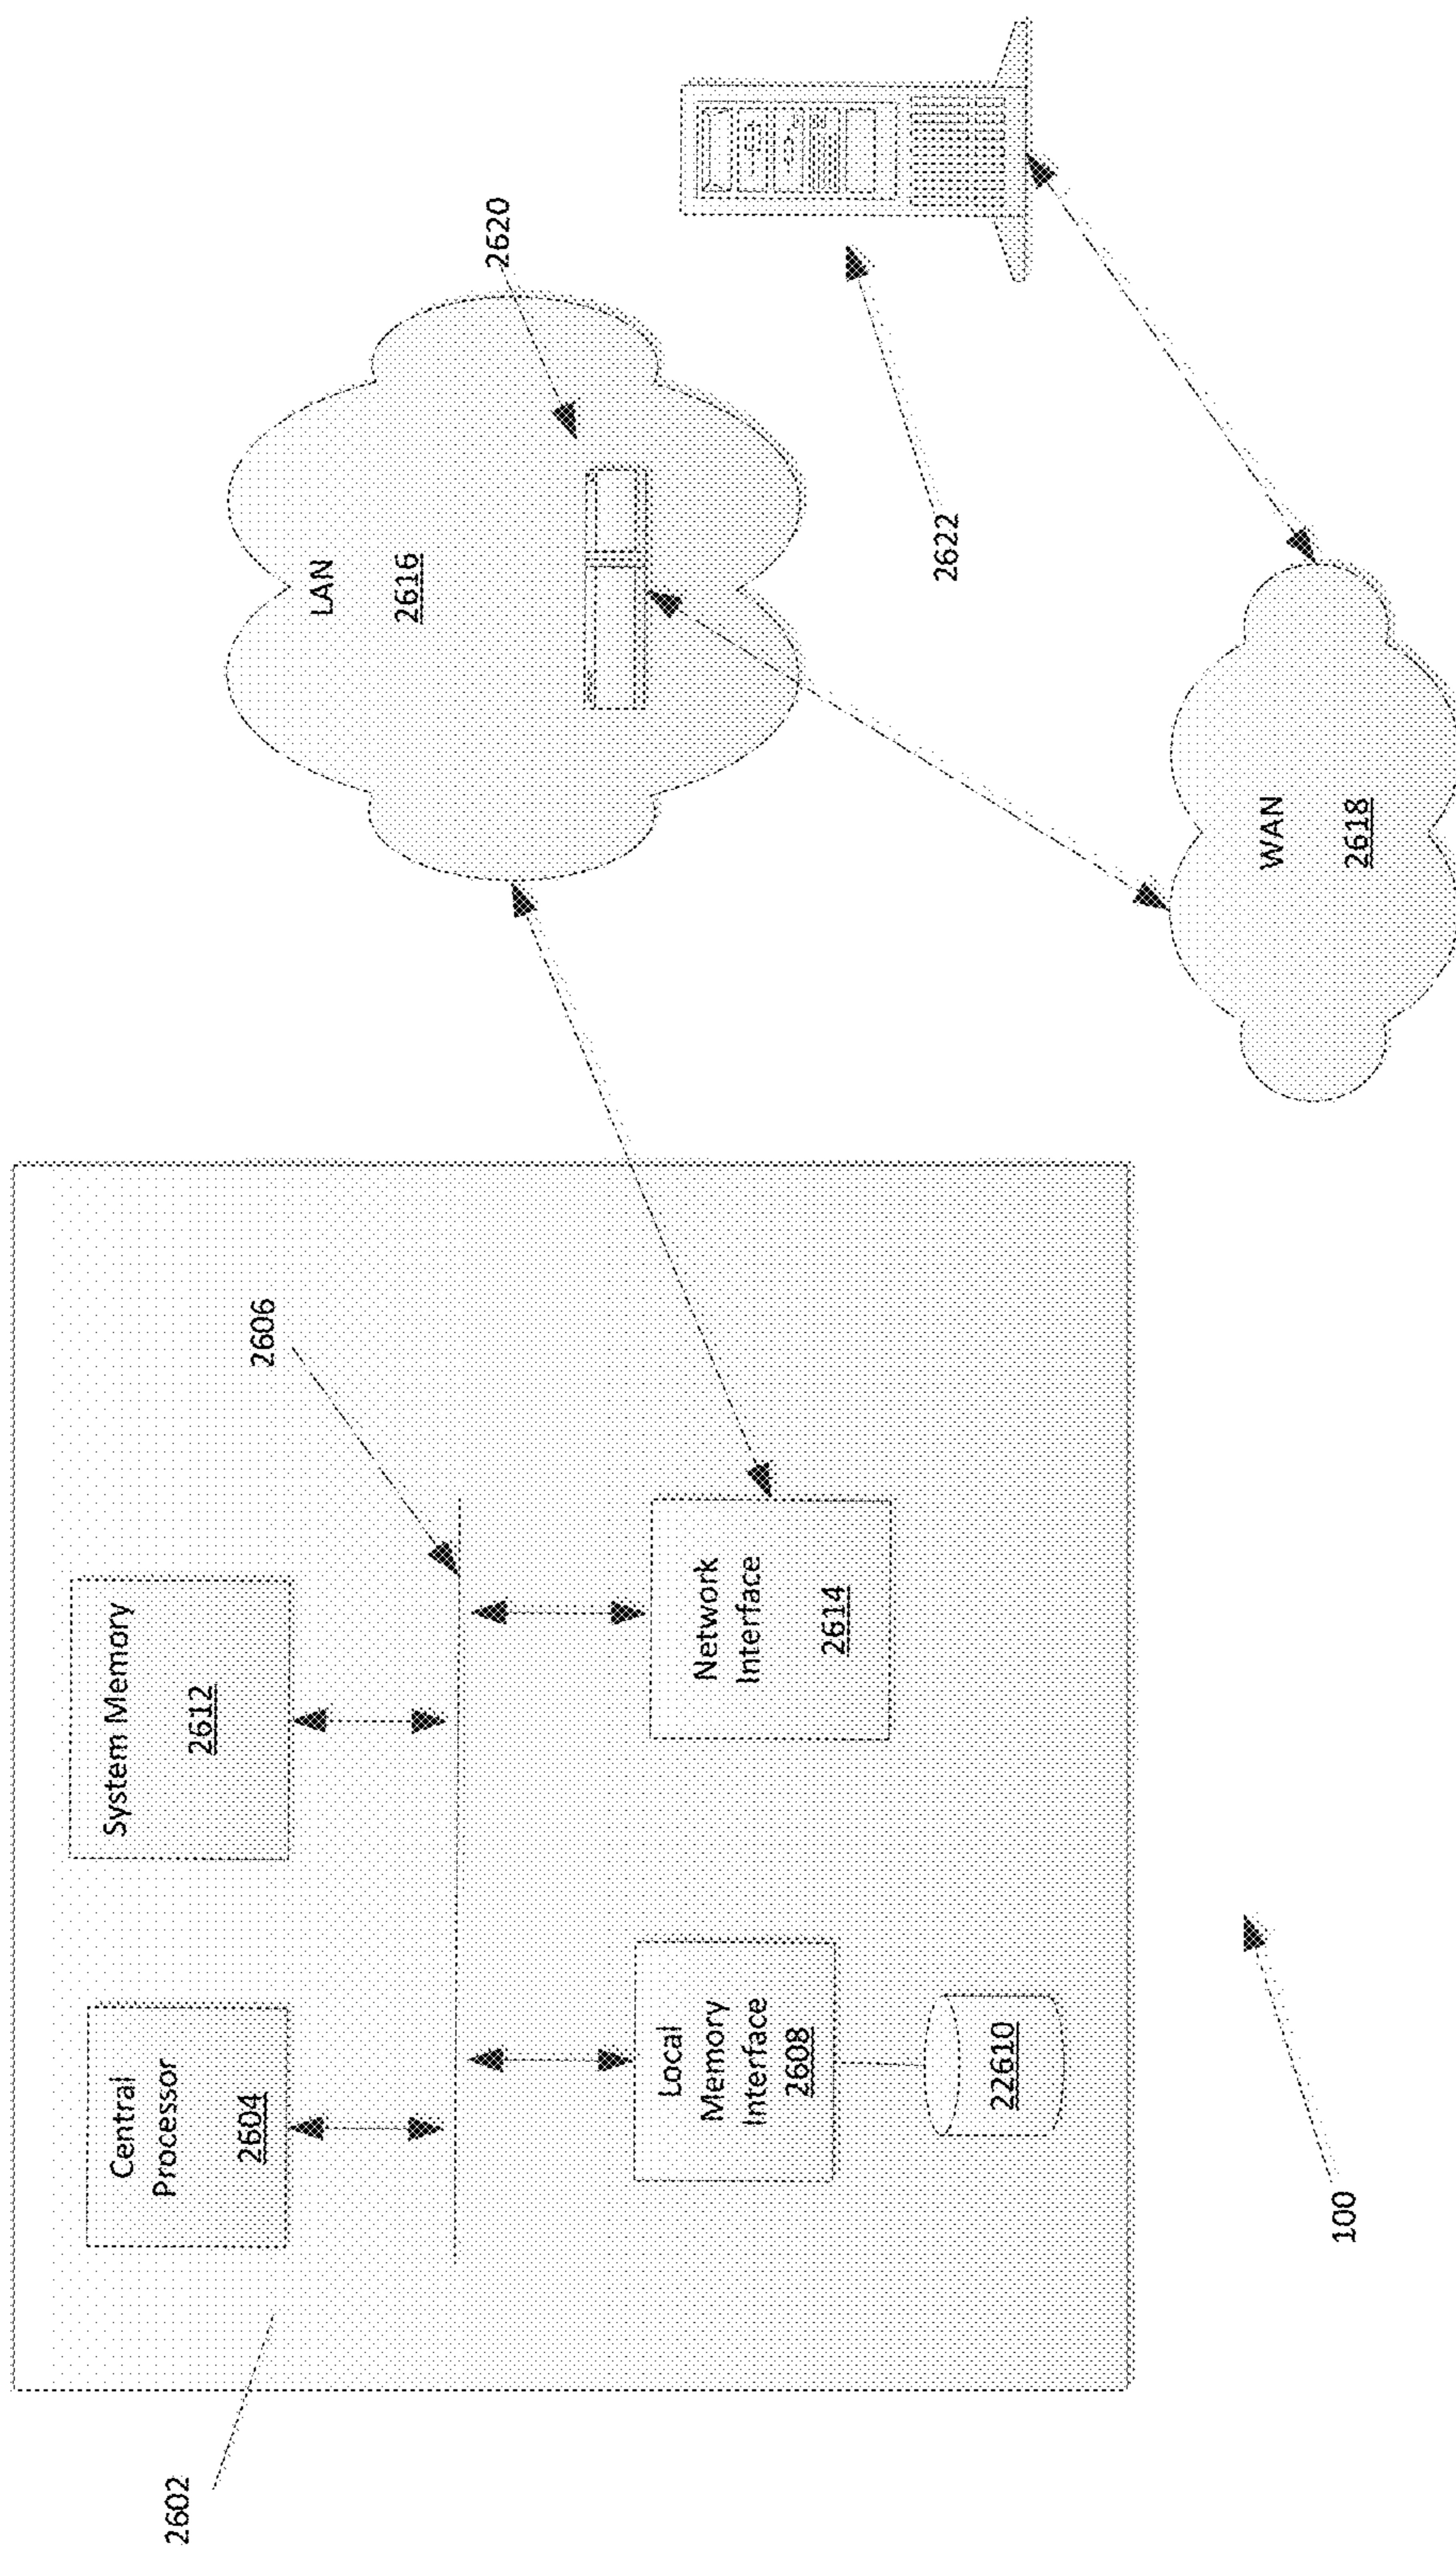 2602
Central
Processor
2604
System Memory
2612
2606
Local
Memory
Interface
2608
22610
Network
Interface
2614
100
LAN
2616
2620
2622
WAN
2618